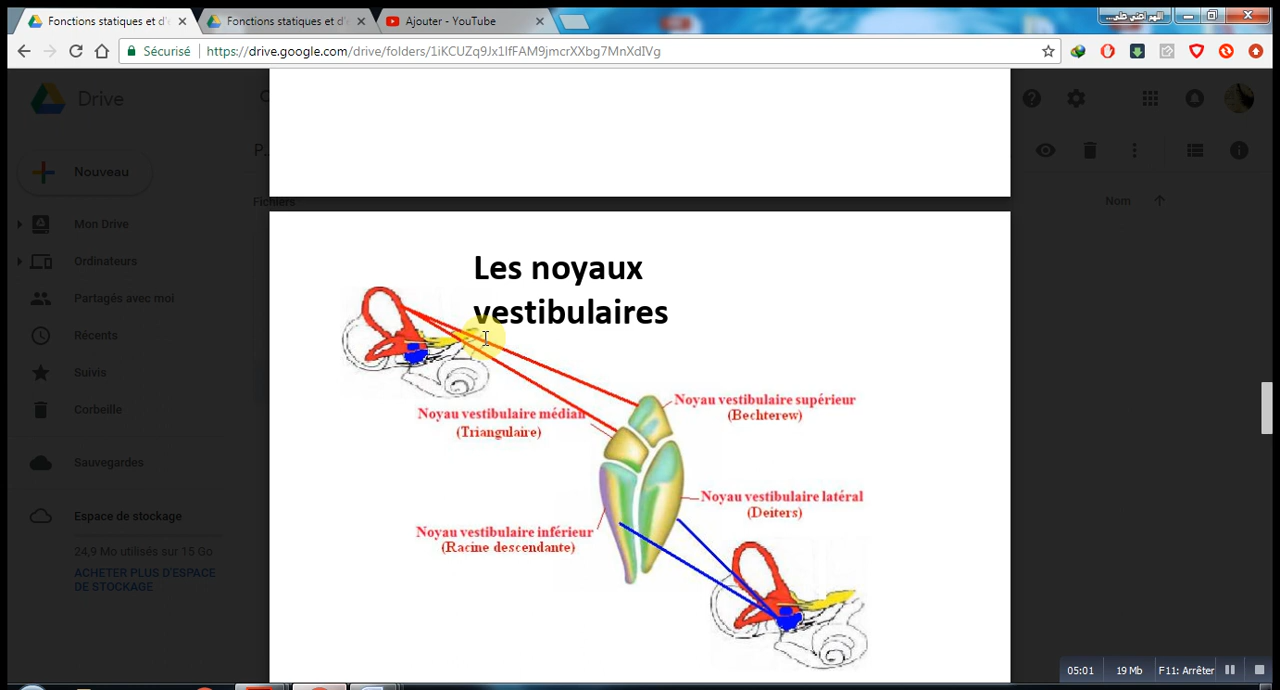 Fonctions statiques et d'
Fonctions statiques et d'
Ajouter - YouTube
Sécurisé
https://drive.google.com/drive/folders/1iKCUZq9Jx1IfFAM9jmcrXXbg7MnXdIVg
Drive
Nouveau
Fichiers
Nom
Mon Drive
Ordinateurs
Partagés avec moi
Récents
Suivis
Corbeille
Sauvegardes
Espace de stockage
24,9 Mo utilisés sur 15 Go
ACHETER PLUS D'ESPACE
DE STOCKAGE
Les noyaux
vestibulaires
Noyau vestibulaire médian
(Triangulaire)
Noyau vestibulaire supérieur
(Bechterew)
Noyau vestibulaire latéral
(Deiters)
Noyau vestibulaire inférieur
(Racine descendante)
05:01 19 Mb F11: Arrêter